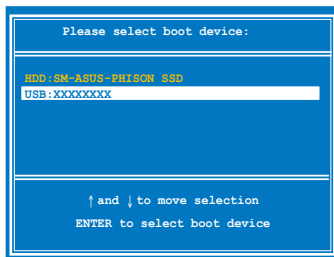 Please select boot device:
HDD:SM-ASUS-PHISON SSD
USB:XXXXXXXX
↑ and ↓ to move selection
ENTER to select boot device